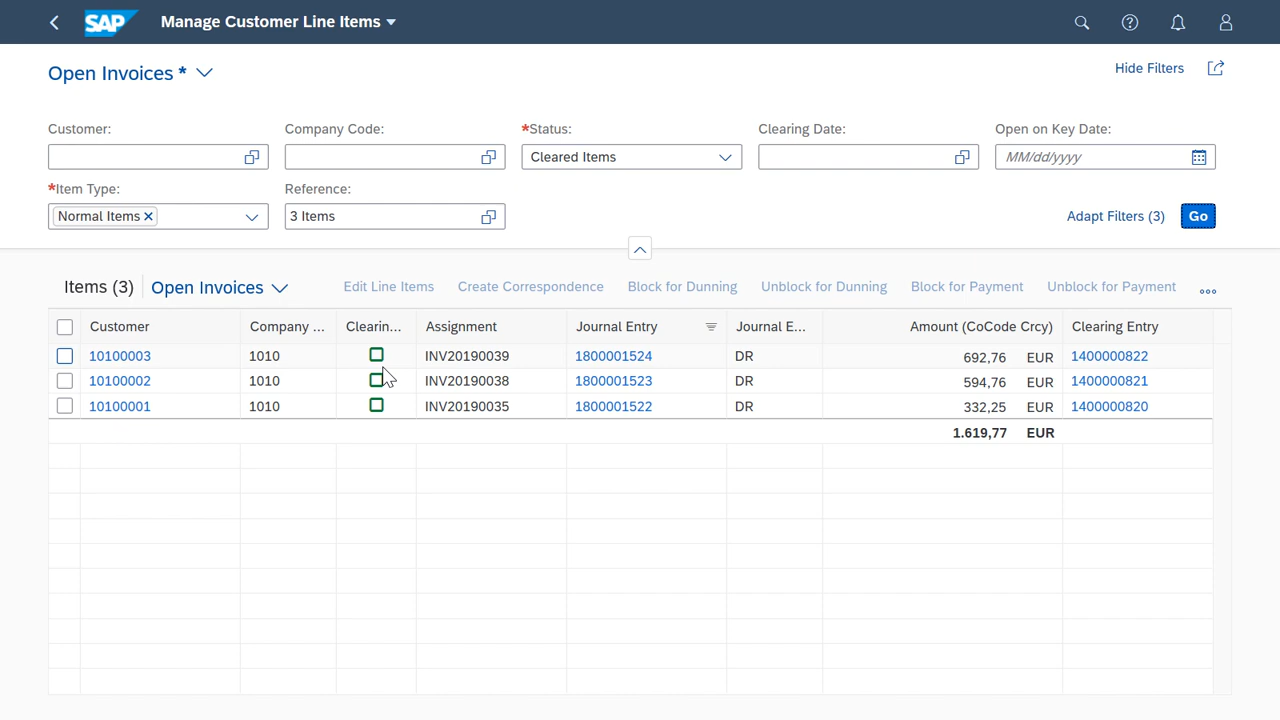 SAP Manage Customer Line Items
Open Invoices *
Hide Filters
Customer: Company Code: *Status: Clearing Date: Open on Key Date:
Cleared Items MM/dd/yyyy
*Item Type: Reference:
Normal Items 3 Items Adapt Filters (3) Go
Items (3) Open Invoices Edit Line Items Create Correspondence Block for Dunning Unblock for Dunning Block for Payment Unblock for Payment
Customer Company ... Clearin... Assignment Journal Entry Journal E... Amount (CoCode Crcy) Clearing Entry
10100003 1010 INV20190039 1800001524 DR 692,76 EUR 1400000822
10100002 1010 INV20190038 1800001523 DR 594,76 EUR 1400000821
10100001 1010 INV20190035 1800001522 DR 332,25 EUR 1400000820
1.619,77 EUR